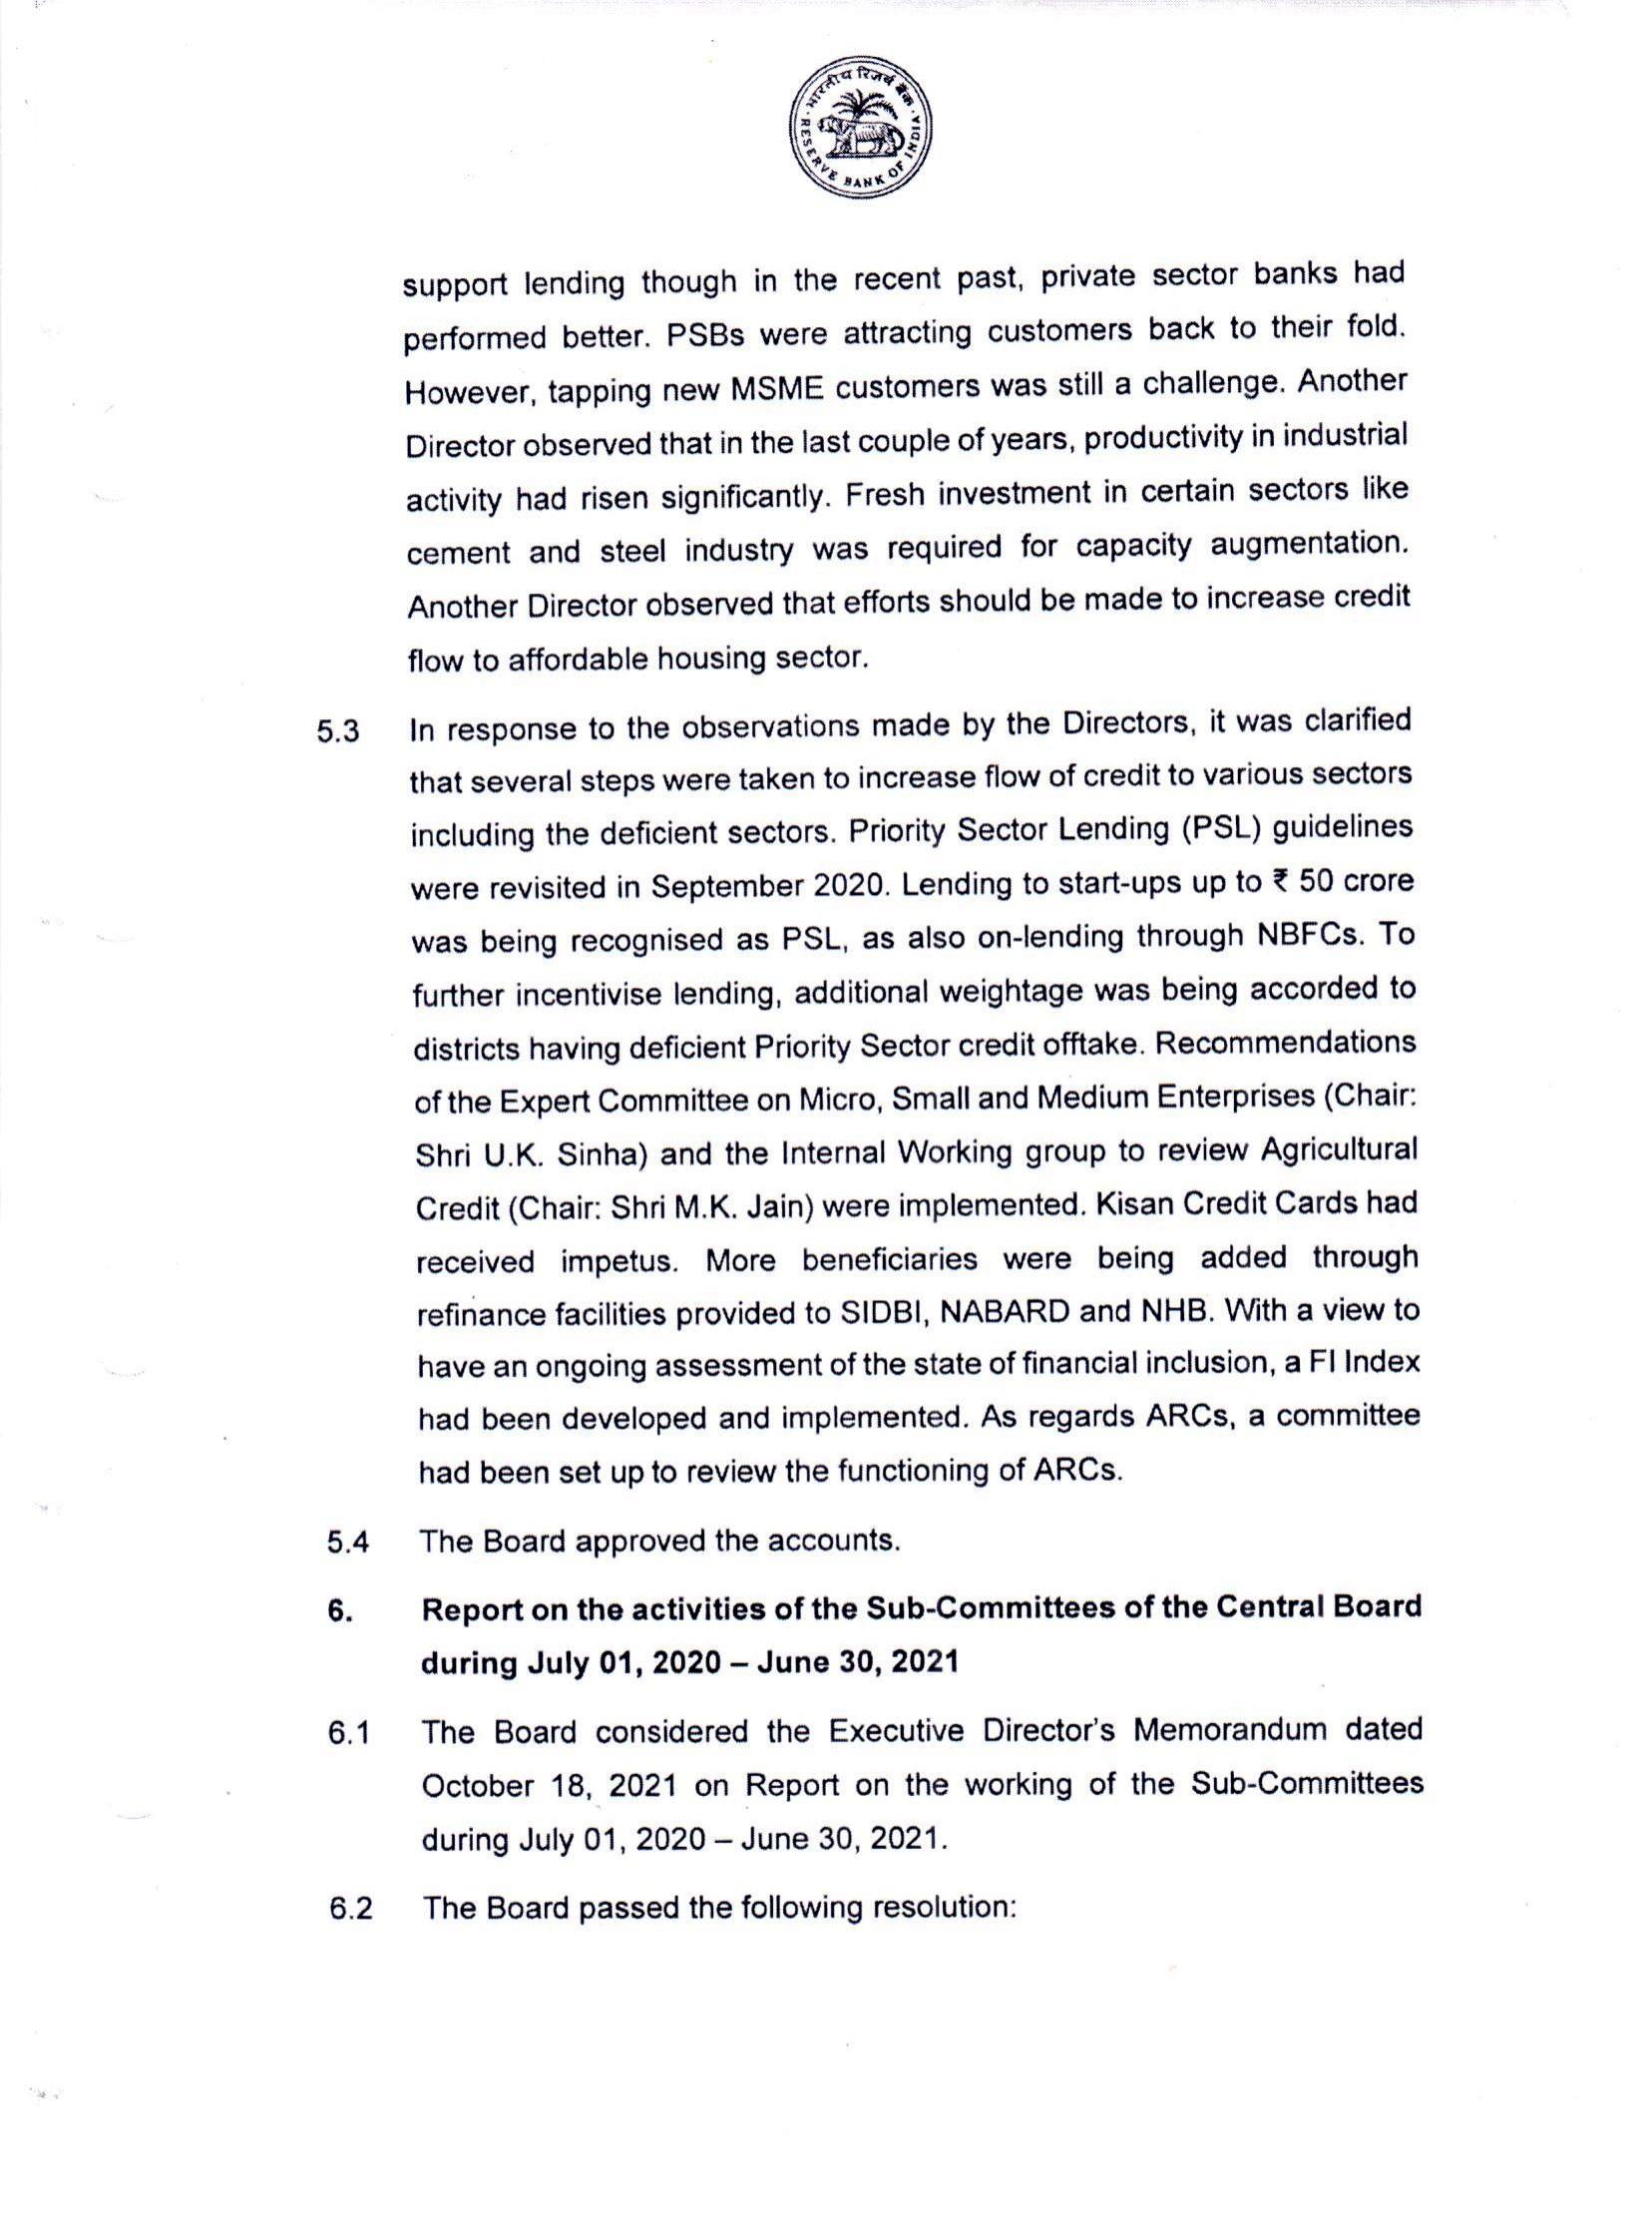 भारतीय रिज़र्व बैंक
RESERVE BANK OF INDIA
support lending though in the recent past, private sector banks had
performed better. PSBs were attracting customers back to their fold.
However, tapping new MSME customers was still a challenge. Another
Director observed that in the last couple of years, productivity in industrial
activity had risen significantly. Fresh investment in certain sectors like
cement and steel industry was required for capacity augmentation.
Another Director observed that efforts should be made to increase credit
flow to affordable housing sector.
5.3 In response to the observations made by the Directors, it was clarified
that several steps were taken to increase flow of credit to various sectors
including the deficient sectors. Priority Sector Lending (PSL) guidelines
were revisited in September 2020. Lending to start-ups up to ₹ 50 crore
was being recognised as PSL, as also on-lending through NBFCs. To
further incentivise lending, additional weightage was being accorded to
districts having deficient Priority Sector credit offtake. Recommendations
of the Expert Committee on Micro, Small and Medium Enterprises (Chair:
Shri U.K. Sinha) and the Internal Working group to review Agricultural
Credit (Chair: Shri M.K. Jain) were implemented. Kisan Credit Cards had
received impetus. More beneficiaries were being added through
refinance facilities provided to SIDBI, NABARD and NHB. With a view to
have an ongoing assessment of the state of financial inclusion, a FI Index
had been developed and implemented. As regards ARCs, a committee
had been set up to review the functioning of ARCs.
5.4 The Board approved the accounts.
6. Report on the activities of the Sub-Committees of the Central Board
during July 01, 2020 – June 30, 2021
6.1 The Board considered the Executive Director's Memorandum dated
October 18, 2021 on Report on the working of the Sub-Committees
during July 01, 2020 – June 30, 2021.
6.2 The Board passed the following resolution: